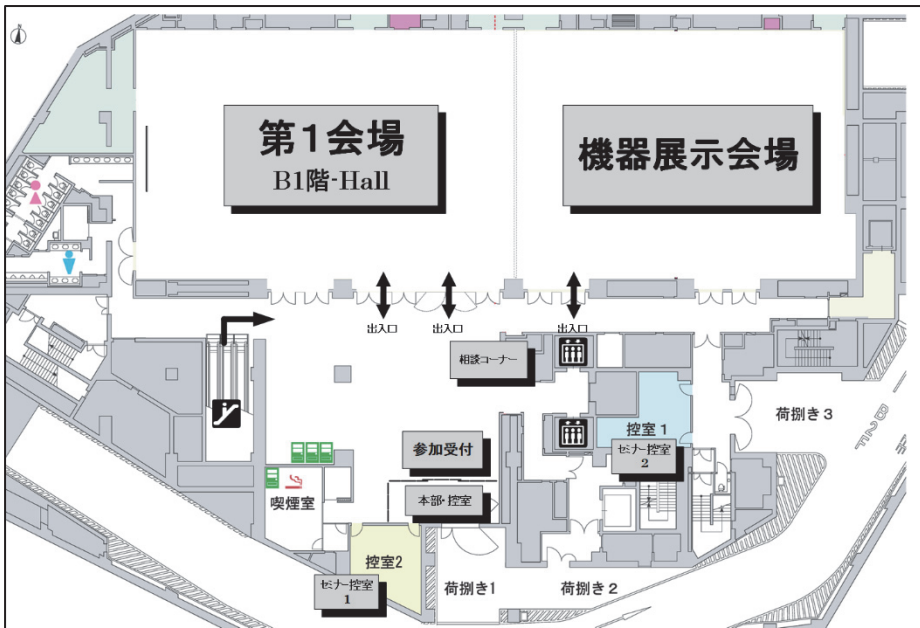 N
第1会場
B1階-Hall
機器展示会場
出入口
出入口
出入口
相談コーナー
荷捌き3
B2F
控室1
セミナー控室
2
参加受付
喫煙室
本部・控室
控室2
セミナー控室
1
荷捌き1
荷捌き2